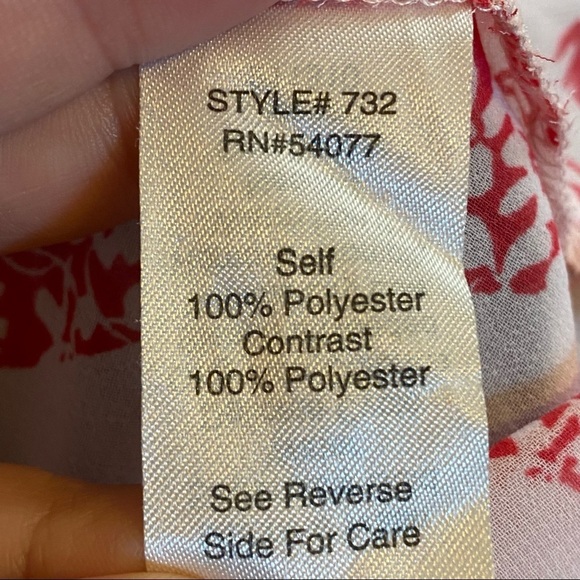 STYLE# 732
RN#54077
Self
100% Polyester
Contrast
100% Polyester
See Reverse
Side For Care